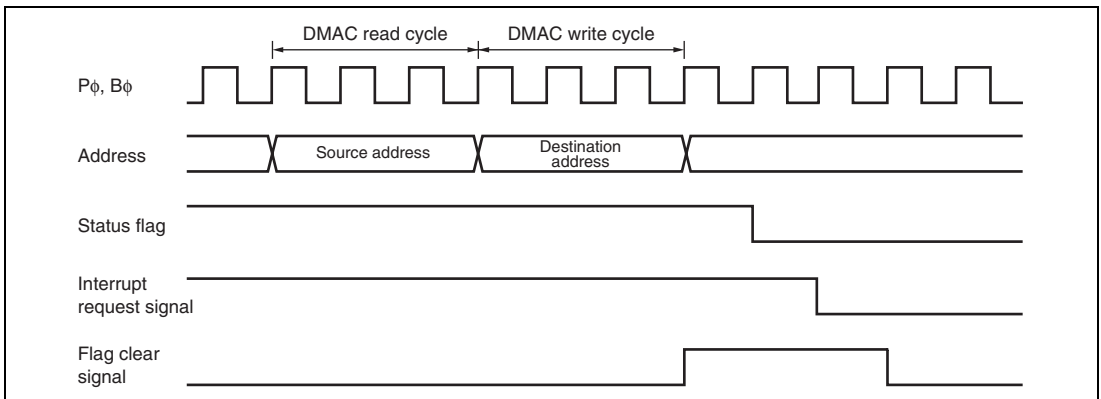 DMAC read cycle DMAC write cycle
Pϕ, Bϕ
Address
Source address
Destination
address
Status flag
Interrupt
request signal
Flag clear
signal